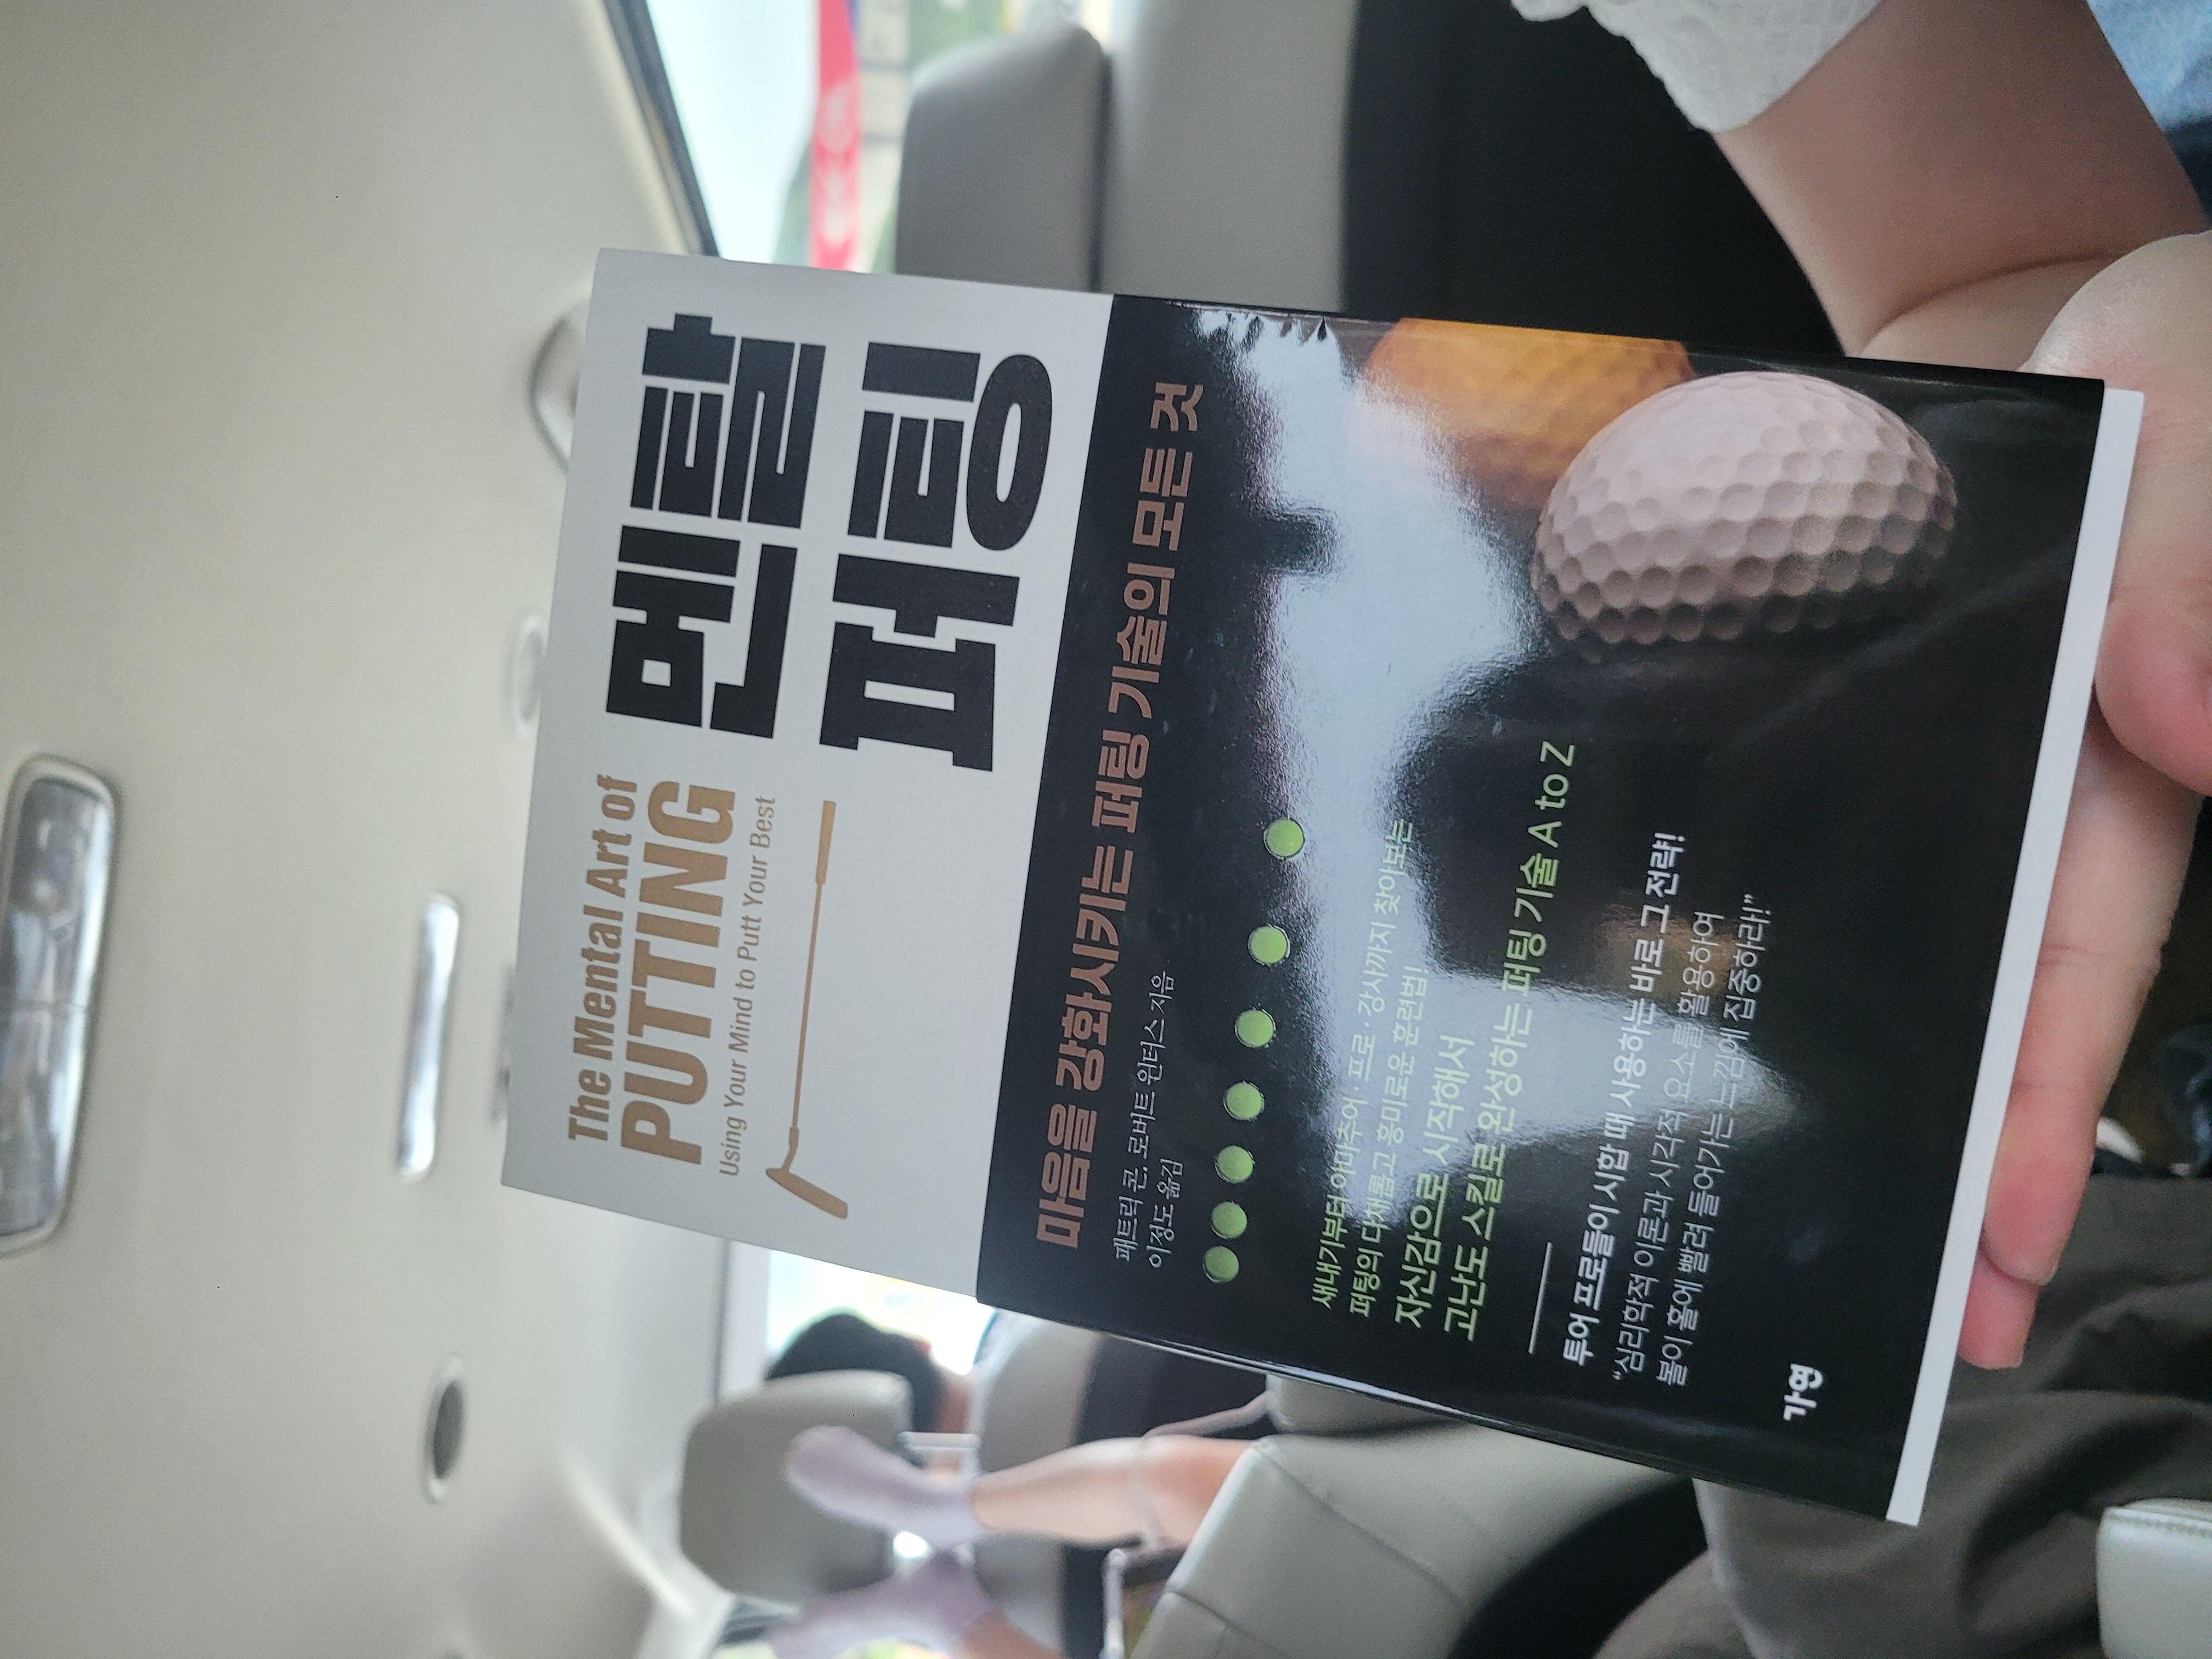 The Mental Art of
PUTTING
Using Your Mind to Putt Your Best
멘탈
퍼팅
마음을 강화시키는 퍼팅 기술의 모든 것
패트릭 콘, 로버트 윈터스 지음
이정도 옮김
새내기부터 아마추어 · 프로 · 강사까지 찾아보는
퍼팅의 다채롭고 흥미로운 훈련법!
자신감으로 시작해서
고난도 스킬로 완성하는 퍼팅 기술 A to Z
투어 프로들이 시합 때 사용하는 바로 그 전략!
“심리학적 이론과 시각적 요소를 활용하여
볼이 홀에 빨려 들어가는 느낌에 집중하라!”
가연